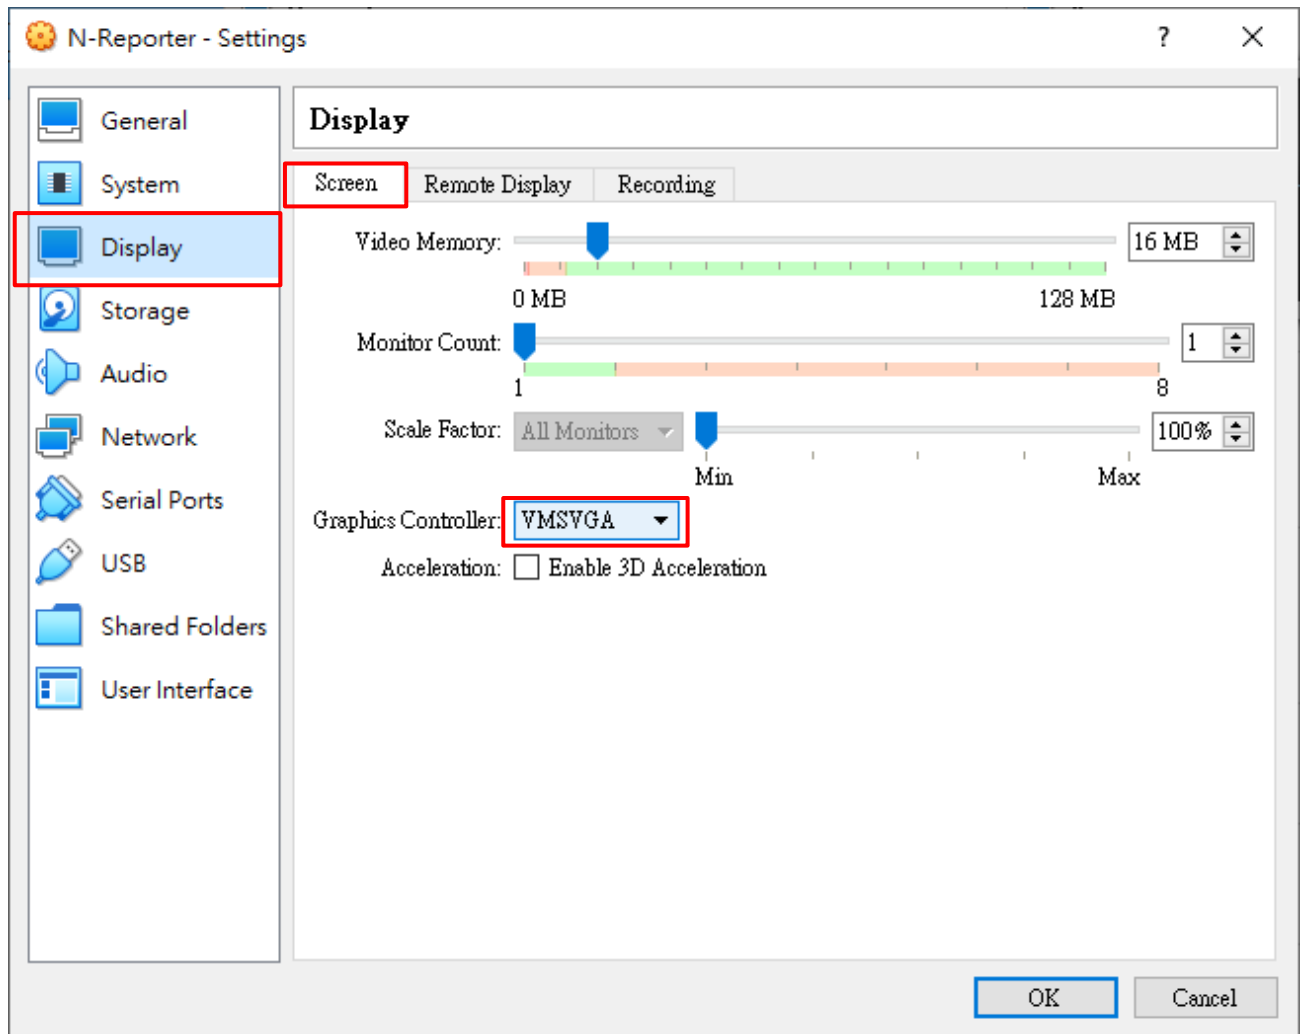 N-Reporter - Settings
?
General
System
Display
Storage
Audio
Network
Serial Ports
USB
Shared Folders
User Interface
Display
Screen
Remote Display
Recording
Video Memory:
16 MB
0 MB
128 MB
Monitor Count:
1
1
8
Scale Factor:
All Monitors
100%
Min
Max
Graphics Controller:
VMSVGA
Acceleration:
Enable 3D Acceleration
OK
Cancel